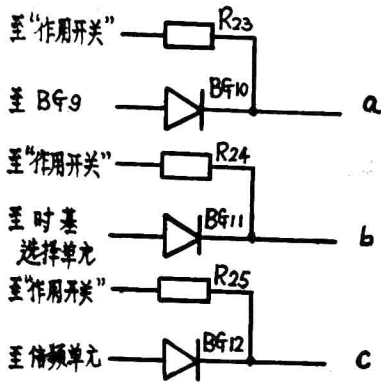 至“作用开关”
R23
BG10
至 BG9
a
至“作用开关”
R24
至 时基
BG11
选择单元
b
至“作用开关”
R25
BG12
至 倍频单元
c